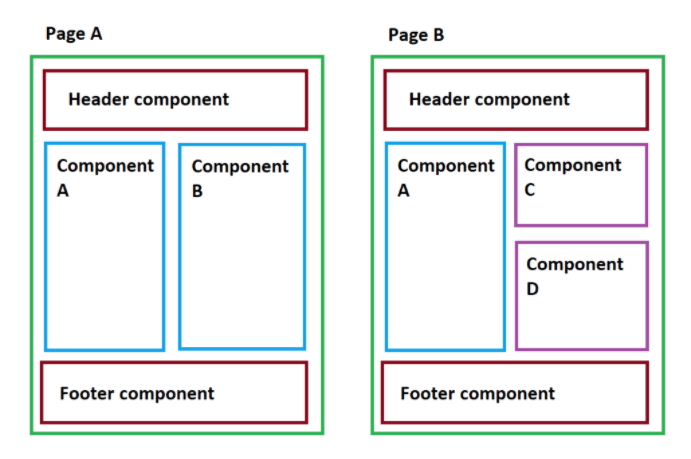 Page A
Header component
Component
A
Component
B
Footer component
Page B
Header component
Component
A
Component
C
Component
D
Footer component